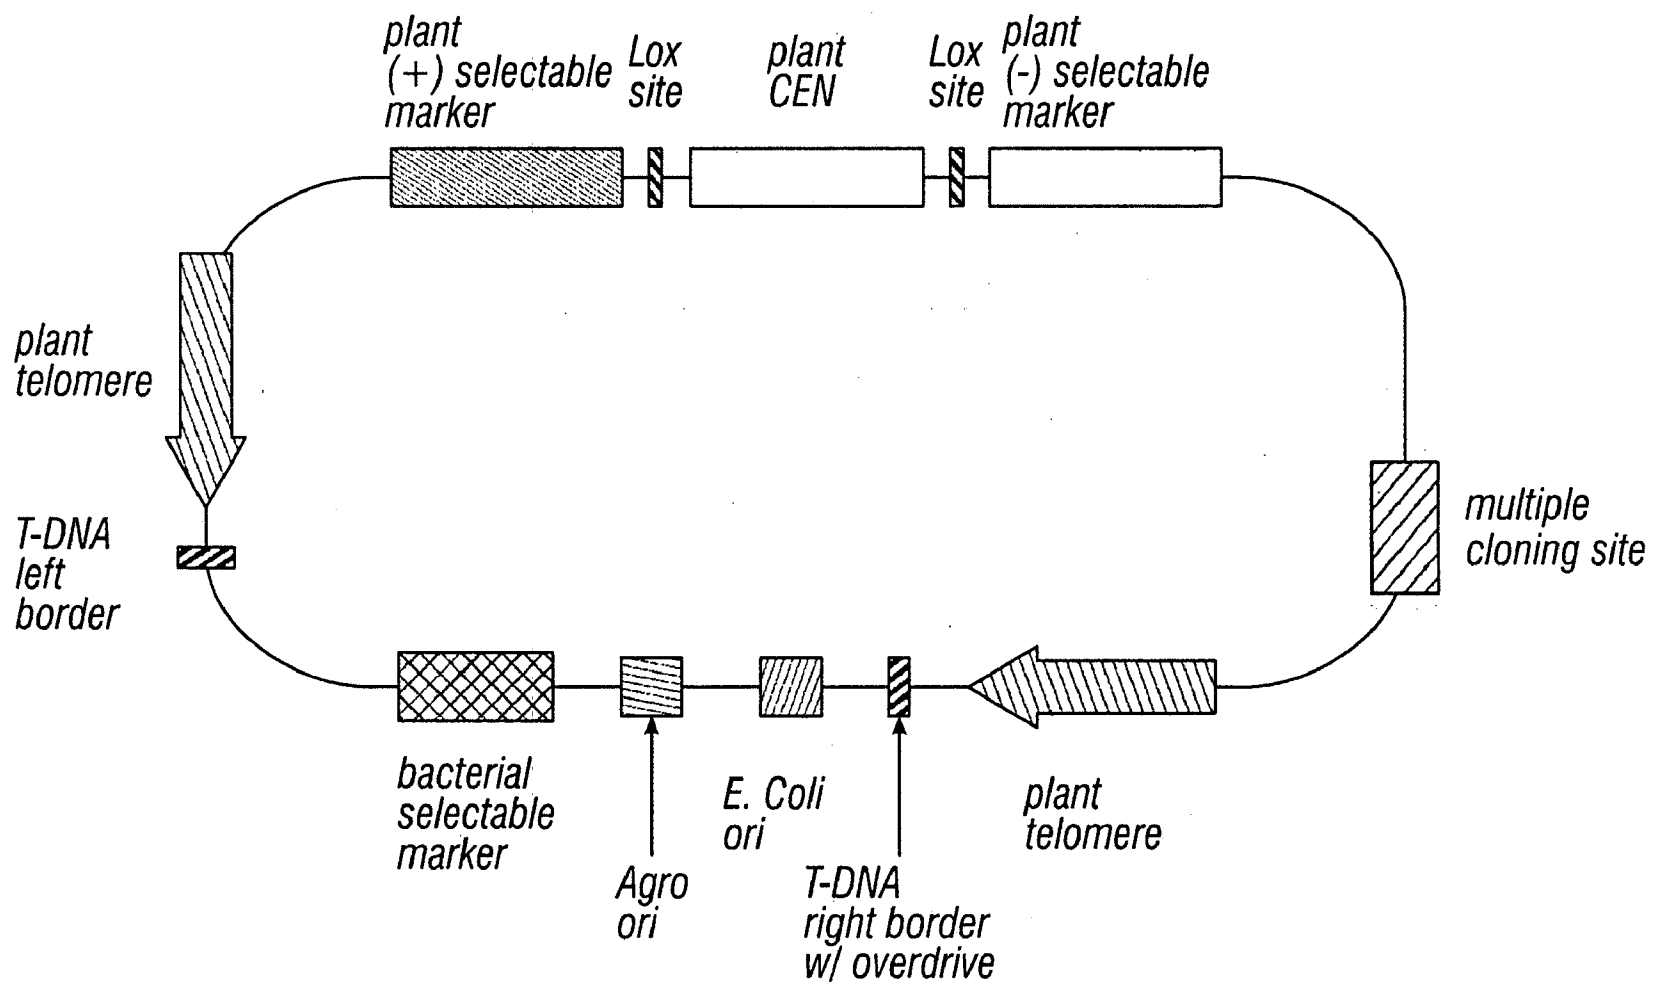 plant
(+) selectable
marker
Lox
site
plant
CEN
Lox
site
plant
(-) selectable
marker
plant
telomere
multiple
cloning site
T-DNA
left
border
bacterial
selectable
marker
Agro
ori
E. Coli
ori
T-DNA
right border
w/ overdrive
plant
telomere